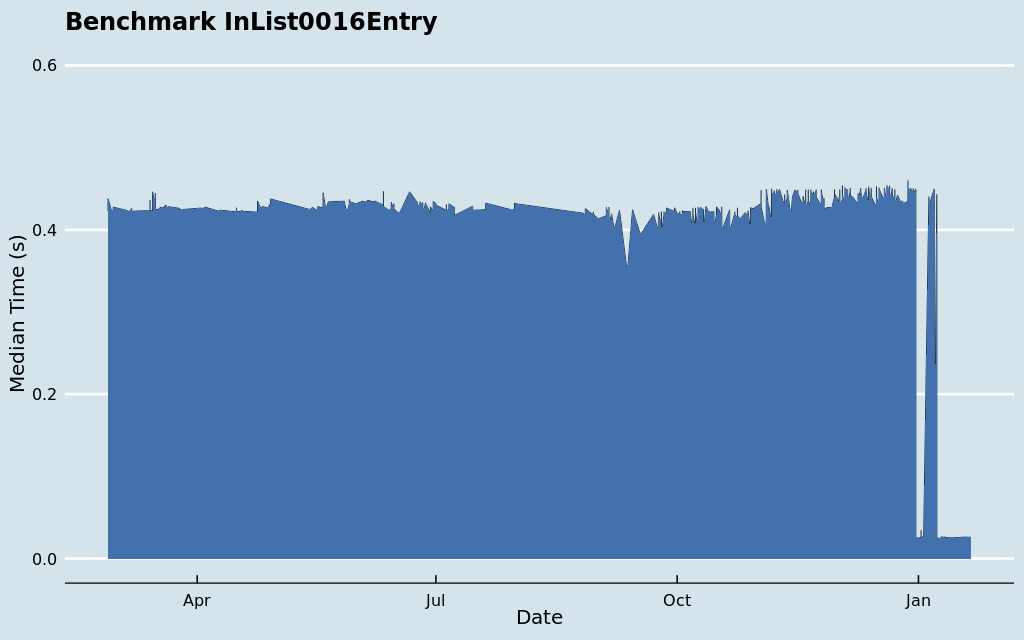 Benchmark InList0016Entry
0.6
0.4
0.2
0.0
Median Time (s)
Apr
Jul
Oct
Jan
Date